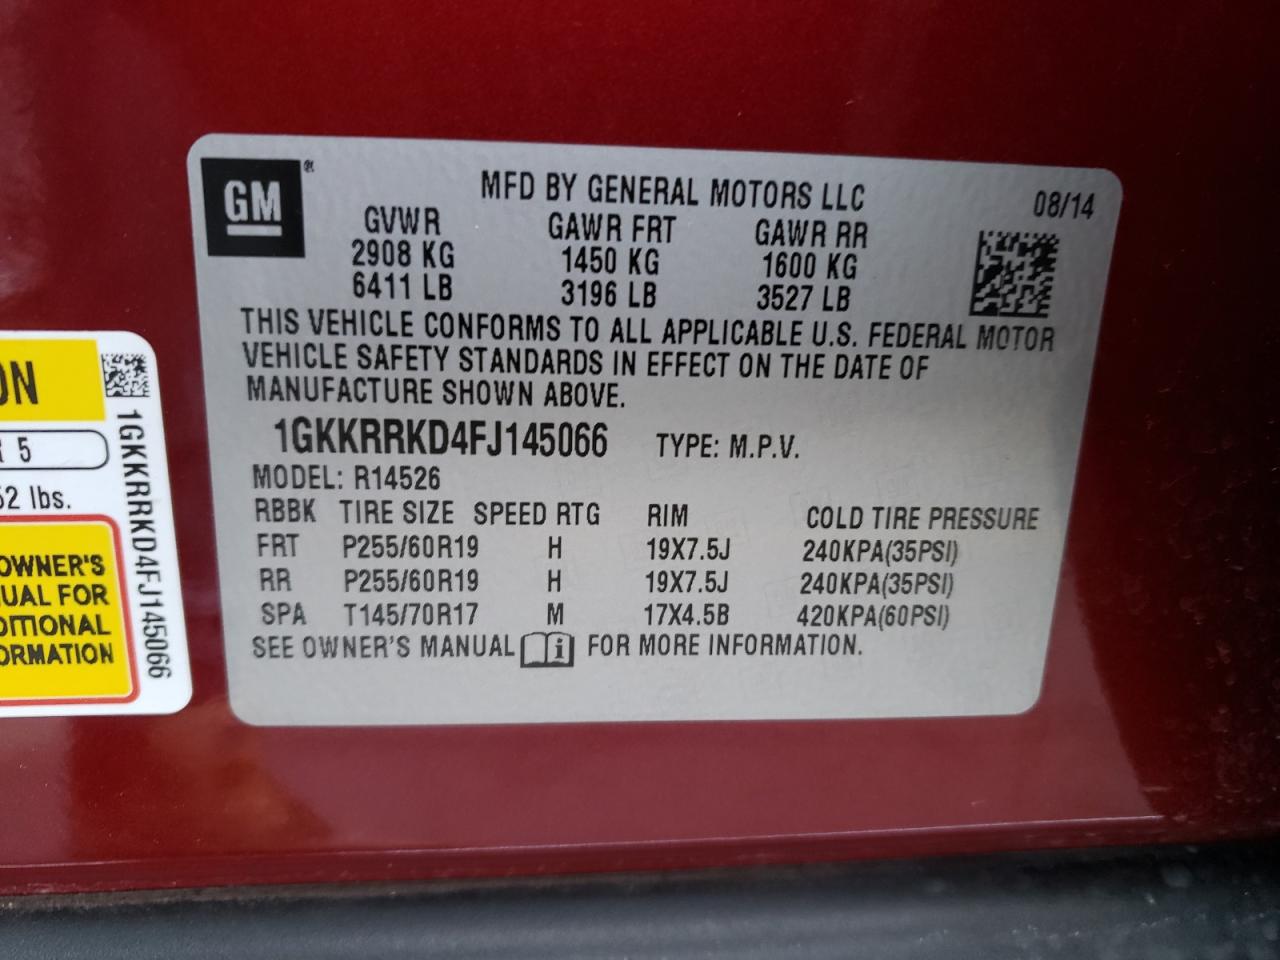 GM®
MFD BY GENERAL MOTORS LLC
08/14
GVWR GAWR FRT GAWR RR
2908 KG 1450 KG 1600 KG
6411 LB 3196 LB 3527 LB
THIS VEHICLE CONFORMS TO ALL APPLICABLE U.S. FEDERAL MOTOR
VEHICLE SAFETY STANDARDS IN EFFECT ON THE DATE OF
MANUFACTURE SHOWN ABOVE.
1GKKRRKD4FJ145066 TYPE: M.P.V.
MODEL: R14526
RBBK TIRE SIZE SPEED RTG RIM COLD TIRE PRESSURE
FRT P255/60R19 H 19X7.5J 240KPA(35PSI)
RR P255/60R19 H 19X7.5J 240KPA(35PSI)
SPA T145/70R17 M 17X4.5B 420KPA(60PSI)
SEE OWNER'S MANUAL i FOR MORE INFORMATION.
ON
R 5
52 lbs.
OWNER'S
UAL FOR
DITIONAL
ORMATION
1GKKRRKD4FJ145066